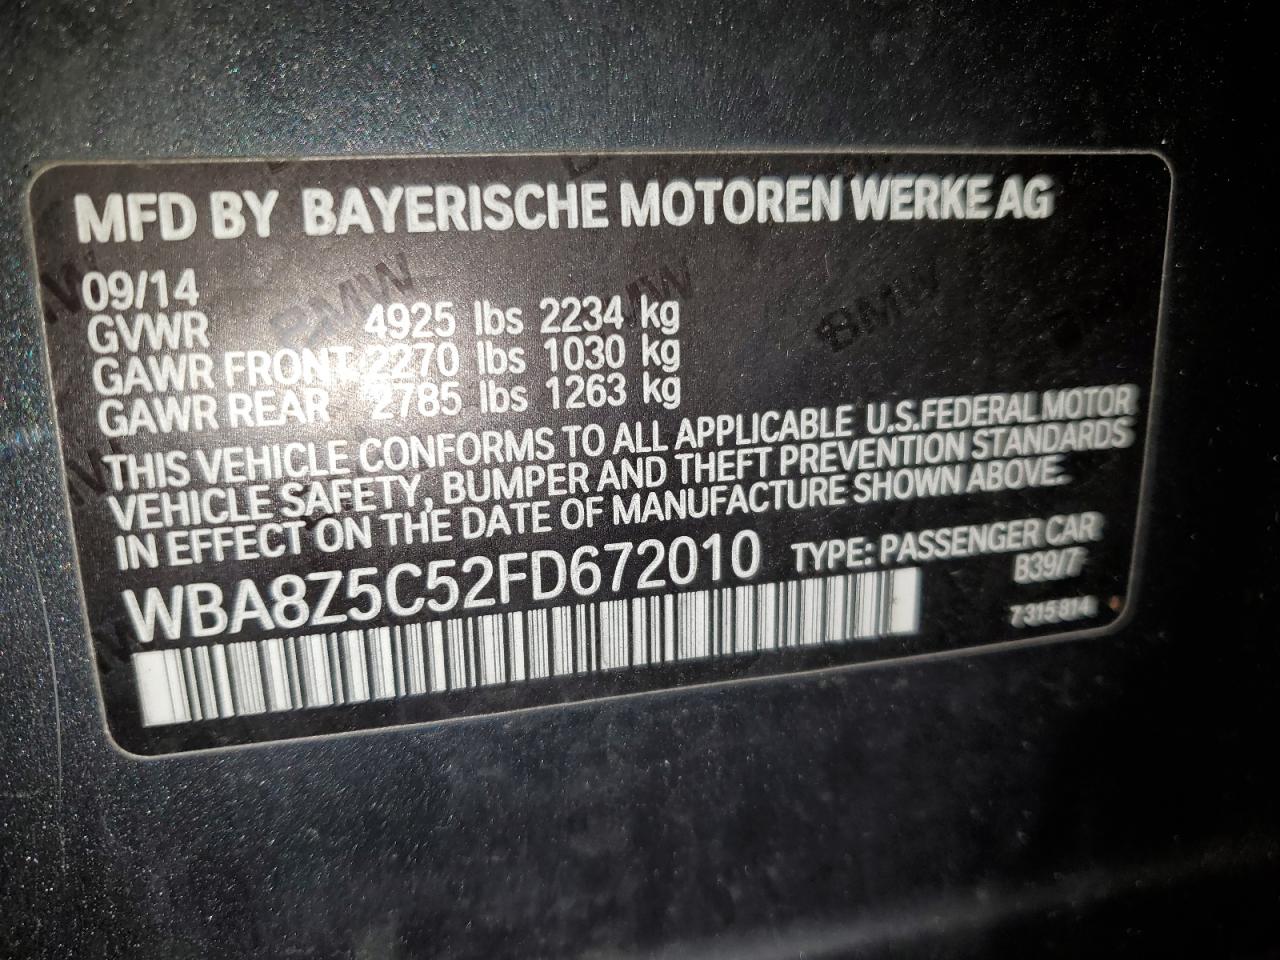 MFD BY BAYERISCHE MOTOREN WERKE AG
09/14
GVWR 4925 lbs 2234 kg
GAWR FRONT 2270 lbs 1030 kg
GAWR REAR 2785 lbs 1263 kg
THIS VEHICLE CONFORMS TO ALL APPLICABLE U.S.FEDERAL MOTOR
VEHICLE SAFETY, BUMPER AND THEFT PREVENTION STANDARDS
IN EFFECT ON THE DATE OF MANUFACTURE SHOWN ABOVE.
WBA8Z5C52FD672010 TYPE: PASSENGER CAR
B39/7
7 315 814
BMW
BMW